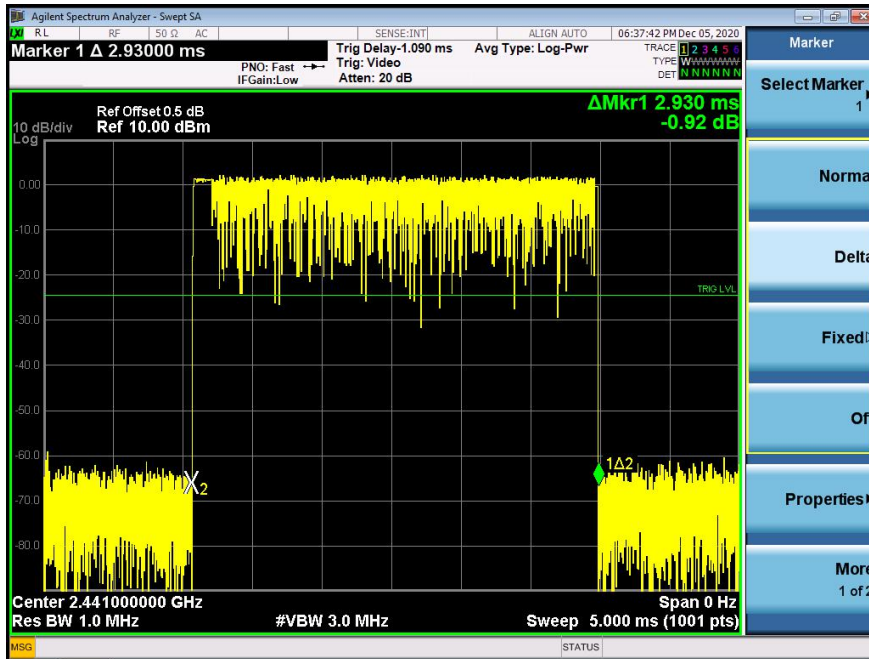 Agilent Spectrum Analyzer - Swept SA
LXI RL RF 50 Ω AC SENSE:INT ALIGN AUTO 06:37:42 PM Dec 05, 2020
Marker 1 Δ 2.93000 ms
Trig Delay-1.090 ms
Avg Type: Log-Pwr
TRACE 1 2 3 4 5 6
PNO: Fast
Trig: Video
TYPE WWWWWW
IFGain:Low
Atten: 20 dB
DET N N N N N N
ΔMkr1 2.930 ms
-0.92 dB
Ref Offset 0.5 dB
10 dB/div
Ref 10.00 dBm
Log
0.00
-10.0
-20.0
TRIG LVL
-30.0
-40.0
-50.0
-60.0
1Δ2
X2
-70.0
-80.0
Center 2.441000000 GHz
Span 0 Hz
Res BW 1.0 MHz
#VBW 3.0 MHz
Sweep 5.000 ms (1001 pts)
MSG
STATUS
Marker
Select Marker
1
Norma
Delta
Fixed
Of
Properties
More
1 of 2